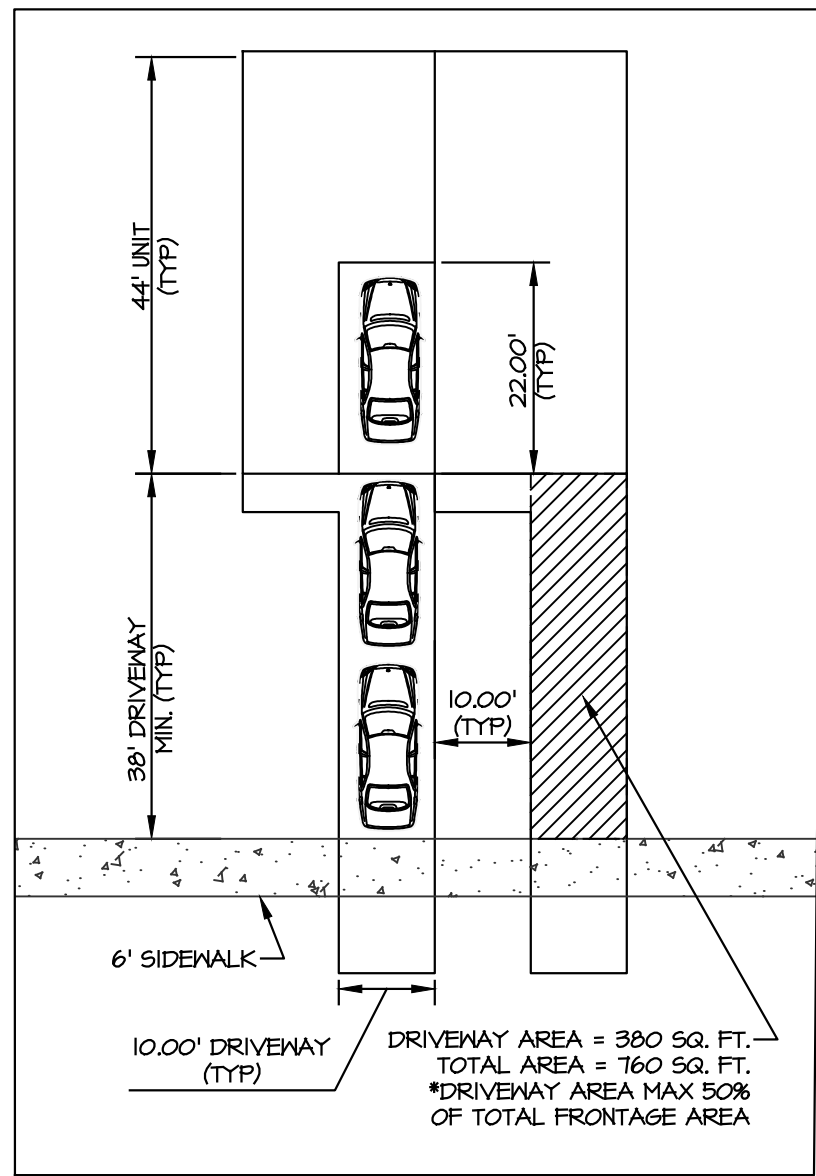 44' UNIT
(TYP)
22.00'
(TYP)
38' DRIVEWAY
MIN. (TYP)
10.00'
(TYP)
6' SIDEWALK
10.00' DRIVEWAY
(TYP)
DRIVEWAY AREA = 380 SQ. FT.
TOTAL AREA = 760 SQ. FT.
*DRIVEWAY AREA MAX 50%
OF TOTAL FRONTAGE AREA